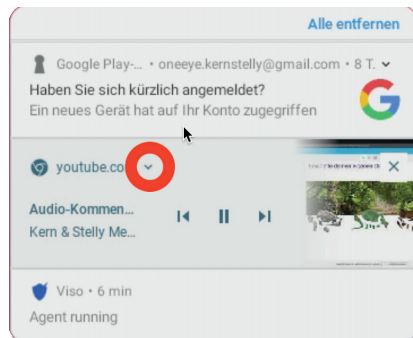 Alle entfernen
Google Play-... • oneeye.kernstelly@gmail.com • 8 T.
Haben Sie sich kürzlich angemeldet?
Ein neues Gerät hat auf Ihr Konto zugegriffen
youtube.co
Audio-Kommen...
Kern & Stelly Me...
Viso • 6 min
Agent running